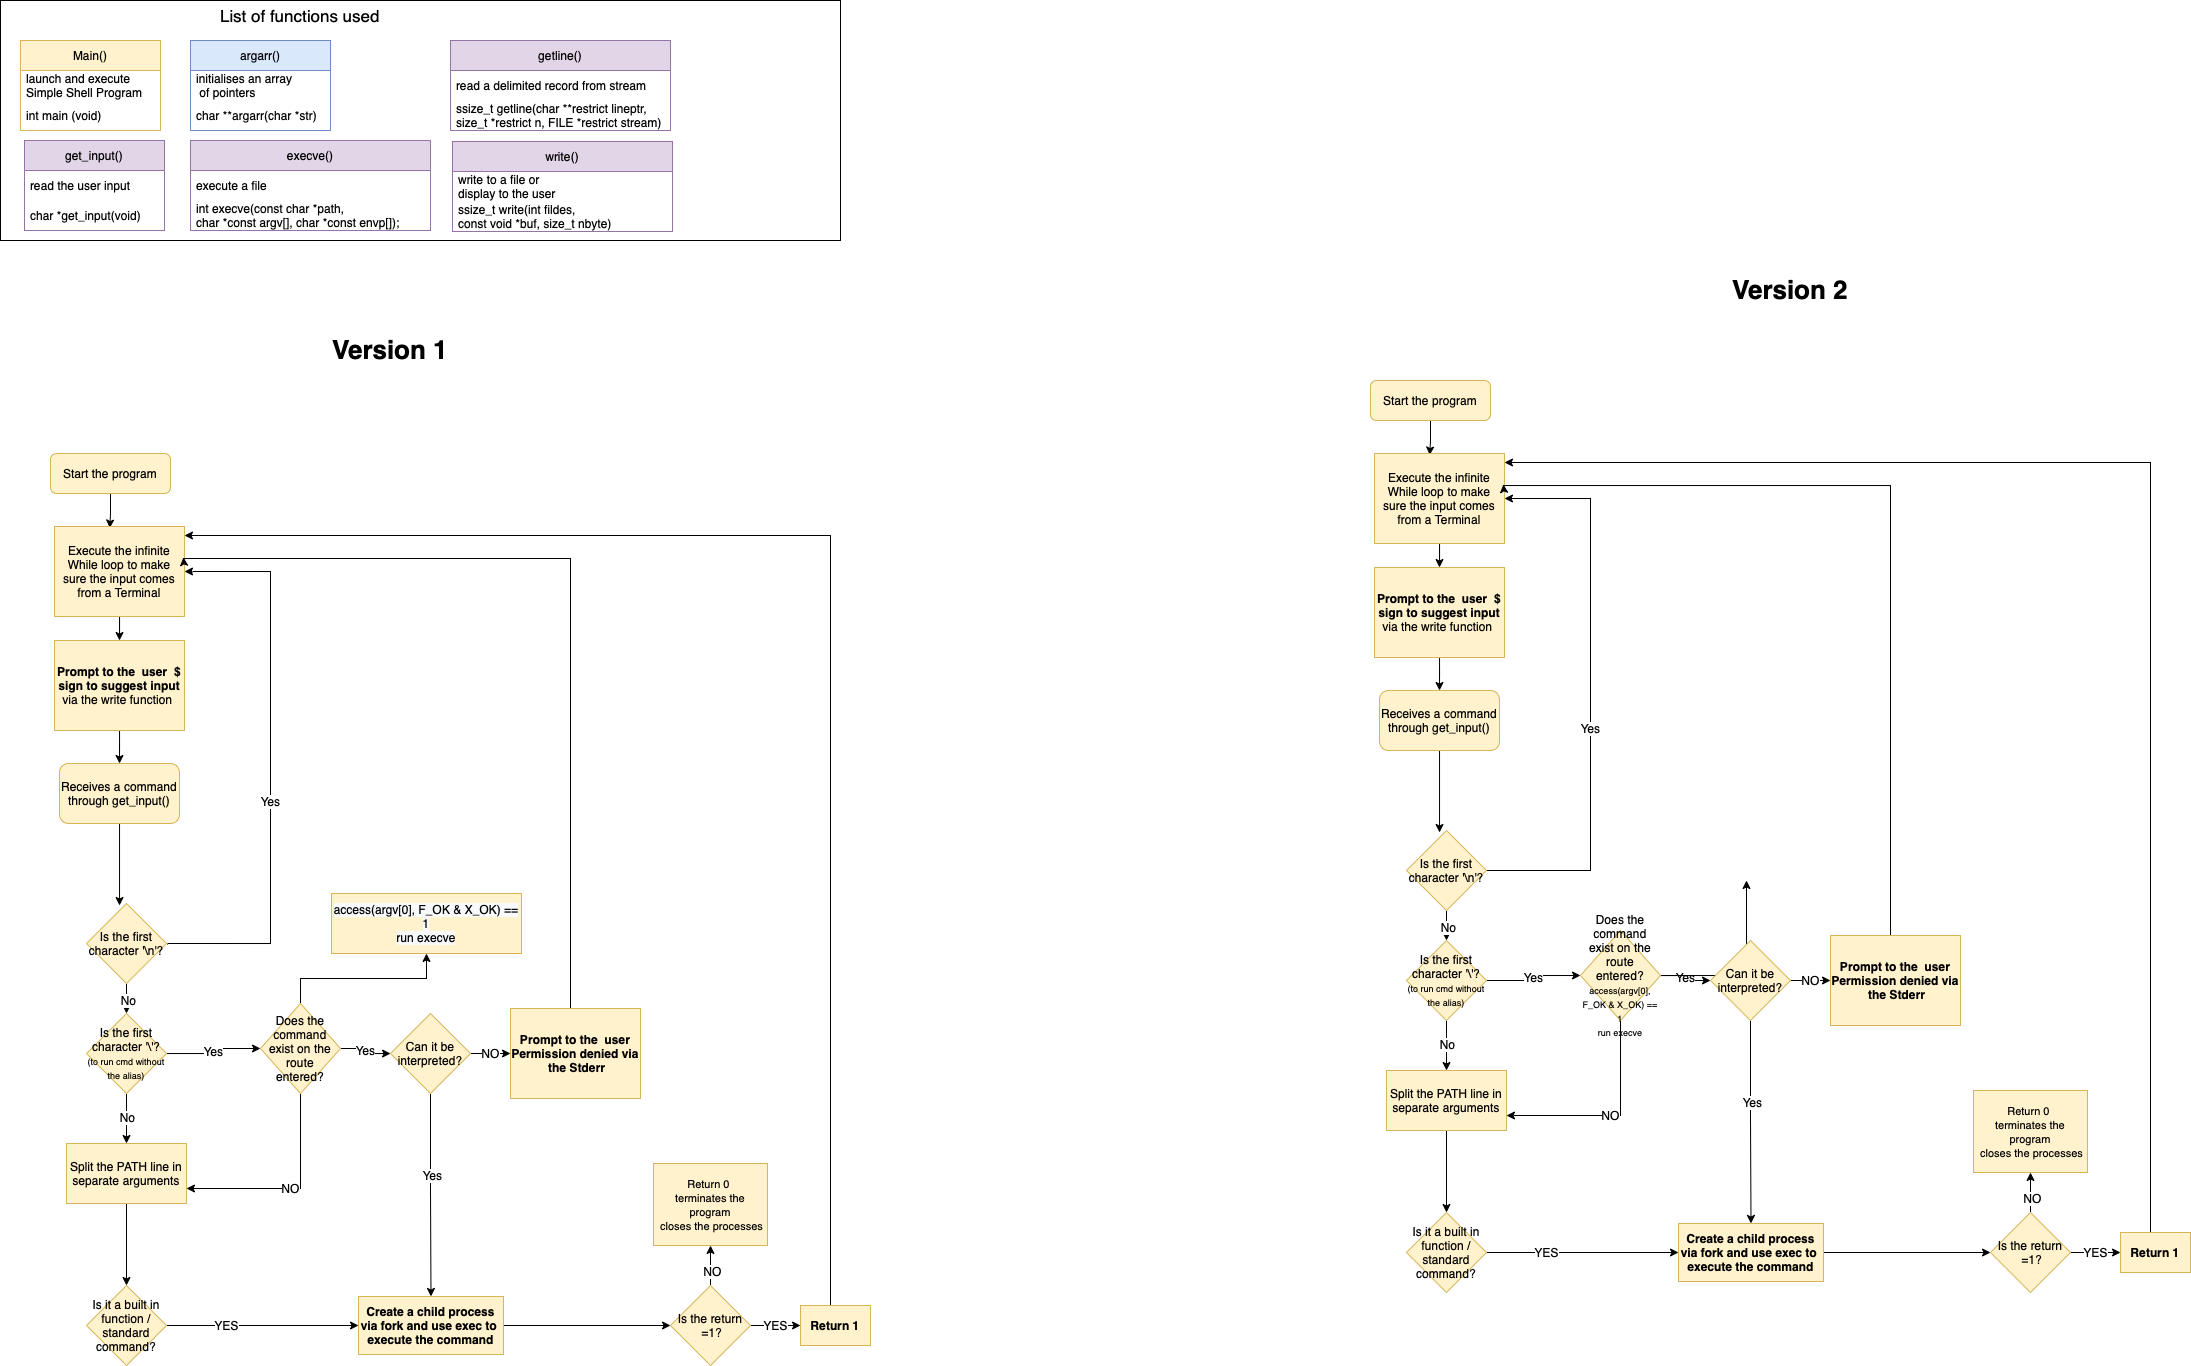 List of functions used
Main()
launch and execute
Simple Shell Program
int main (void)
argarr()
initialises an array
of pointers
char **argarr(char *str)
getline()
read a delimited record from stream
ssize_t getline(char **restrict lineptr,
size_t *restrict n, FILE *restrict stream)
get_input()
read the user input
char *get_input(void)
execve()
execute a file
int execve(const char *path,
char *const argv[], char *const envp[]);
write()
write to a file or
display to the user
ssize_t write(int fildes,
const void *buf, size_t nbyte)
Version 1
Start the program
Execute the infinite
While loop to make
sure the input comes
from a Terminal
Prompt to the user $
sign to suggest input
via the write function
Receives a command
through get_input()
Yes
Is the first
character '\n'?
No
Is the first
character '\'?
(to run cmd without
the alias)
Yes
access(argv[0], F_OK & X_OK) ==
1
run execve
Does the
command
exist on the
route
entered?
Yes
Can it be
interpreted?
NO
Prompt to the user
Permission denied via
the Stderr
No
Split the PATH line in
separate arguments
NO
Yes
Is it a built in
function /
standard
command?
YES
Create a child process
via fork and use exec to
execute the command
Return 0
terminates the
program
closes the processes
NO
Is the return
=1?
YES
Return 1
Version 2
Start the program
Execute the infinite
While loop to make
sure the input comes
from a Terminal
Prompt to the user $
sign to suggest input
via the write function
Receives a command
through get_input()
Yes
Is the first
character '\n'?
No
Is the first
character '\'?
(to run cmd without
the alias)
Yes
Does the
command
exist on the
route
entered?
access(argv[0],
F_OK & X_OK) ==
1
run execve
Yes
Can it be
interpreted?
NO
Prompt to the user
Permission denied via
the Stderr
No
Split the PATH line in
separate arguments
NO
Yes
Is it a built in
function /
standard
command?
YES
Create a child process
via fork and use exec to
execute the command
Return 0
terminates the
program
closes the processes
NO
Is the return
=1?
YES
Return 1